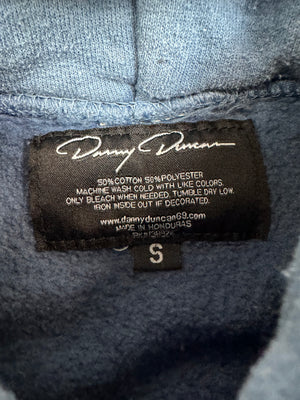 Danny Duncan
50% COTTON 50% POLYESTER
MACHINE WASH COLD WITH LIKE COLORS.
ONLY BLEACH WHEN NEEDED. TUMBLE DRY LOW.
IRON INSIDE OUT IF DESIRED.
www.dannyduncan69.com
MADE IN HONDURAS
S